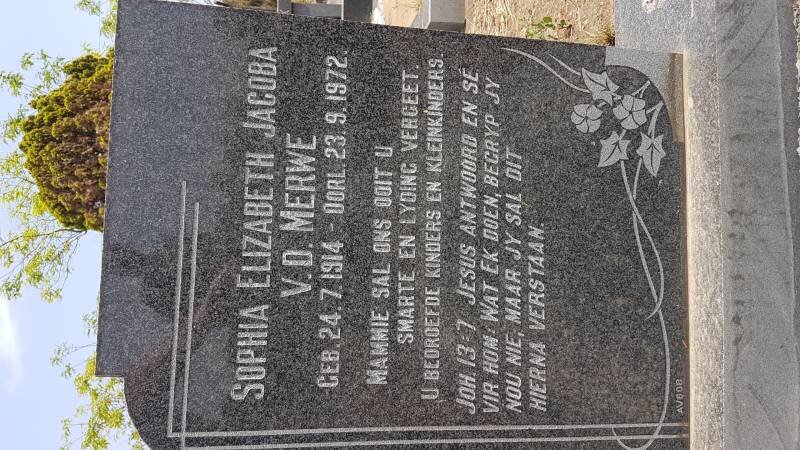 SOPHIA ELIZABETH JACOBA
V.D. MERWE
GEB. 24.7.1914 - OORL. 23.9.1972.
MAMMIE SAL ONS OOIT U
SMARTE EN LYDING VERGEET.
U BEDROEFDE KINDERS EN KLEINKINDERS.
JOH 13-7 JESUS ANTWOORD EN SÊ
VIR HOM: WAT EK DOEN, BEGRYP JY
NOU NIE, MAAR JY SAL DIT
HIERNA VERSTAAN.
AV608